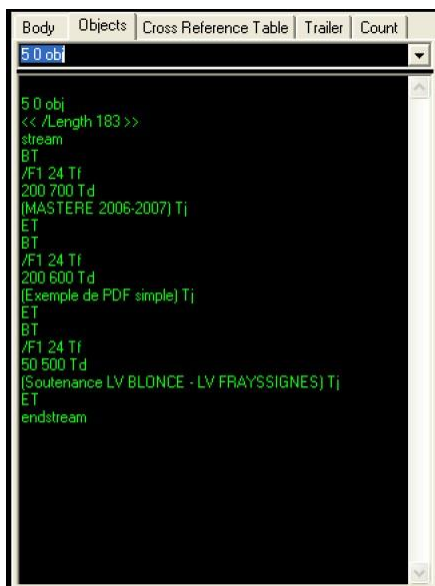 Body Objects Cross Reference Table Trailer Count
5 0 obj
5 0 obj
<< /Length 183 >>
stream
BT
/F1 24 Tf
200 700 Td
(MASTERE 2006-2007) Tj
ET
BT
/F1 24 Tf
200 600 Td
(Exemple de PDF simple) Tj
ET
BT
/F1 24 Tf
50 500 Td
(Soutenance LV BLONCE - LV FRAYSSIGNES) Tj
ET
endstream